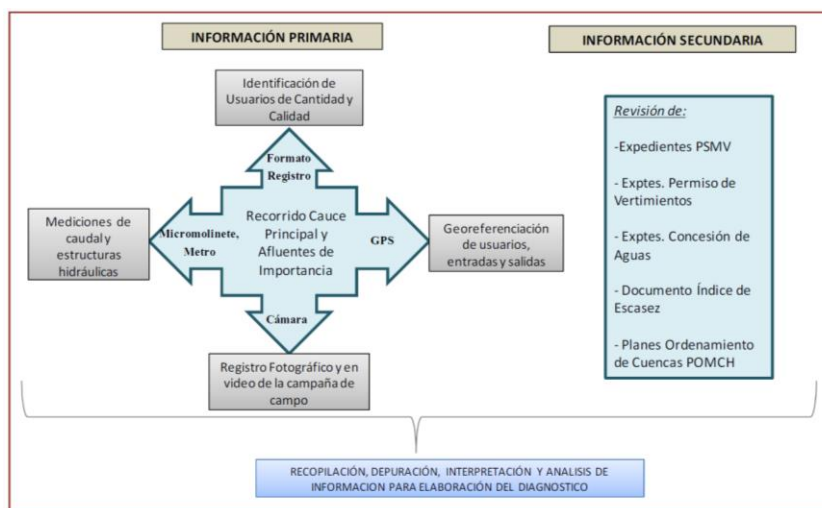 INFORMACIÓN PRIMARIA
INFORMACIÓN SECUNDARIA
Identificación de
Usuarios de Cantidad y
Calidad
Formato
Registro
Mediciones de
caudal y
estructuras
hidráulicas
Micromolinete,
Metro
Recorrido Cauce
Principal y
Afluentes de
Importancia
GPS
Georeferenciación
de usuarios,
entradas y salidas
Cámara
Registro Fotográfico y en
video de la campaña de
campo
Revisión de:
-Expedientes PSMV
- Exptes. Permiso de
Vertimientos
- Exptes. Concesión de
Aguas
- Documento Índice de
Escasez
- Planes Ordenamiento
de Cuencas POMCH
RECOPILACIÓN, DEPURACIÓN, INTERPRETACIÓN Y ANALISIS DE
INFORMACION PARA ELABORACIÓN DEL DIAGNOSTICO